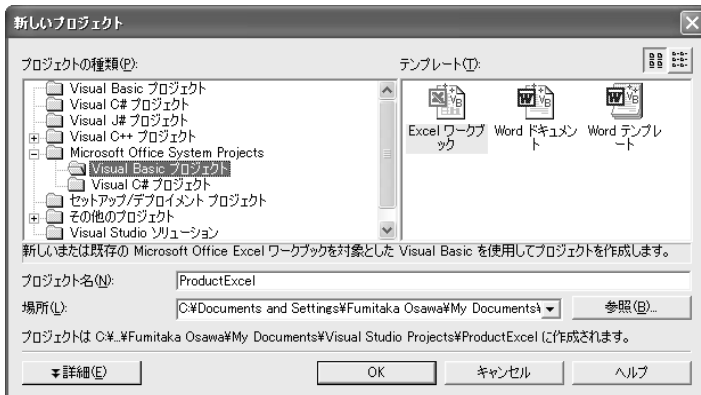 新しいプロジェクト
プロジェクトの種類(P):
テンプレート(T):
Visual Basic プロジェクト
Visual C# プロジェクト
Visual J# プロジェクト
Visual C++ プロジェクト
Microsoft Office System Projects
Visual Basic プロジェクト
Visual C# プロジェクト
セットアップ/デプロイメント プロジェクト
その他のプロジェクト
Visual Studio ソリューション
Excel ワークブ
ック
Word ドキュメン
ト
Word テンプレ
ート
新しいまたは既存の Microsoft Office Excel ワークブックを対象とした Visual Basic を使用してプロジェクトを作成します。
プロジェクト名(N):
ProductExcel
場所(L):
C:¥Documents and Settings¥Fumitaka Osawa¥My Documents¥
参照(B)...
プロジェクトは C:¥...¥Fumitaka Osawa¥My Documents¥Visual Studio Projects¥ProductExcel に作成されます。
詳細(E)
OK
キャンセル
ヘルプ